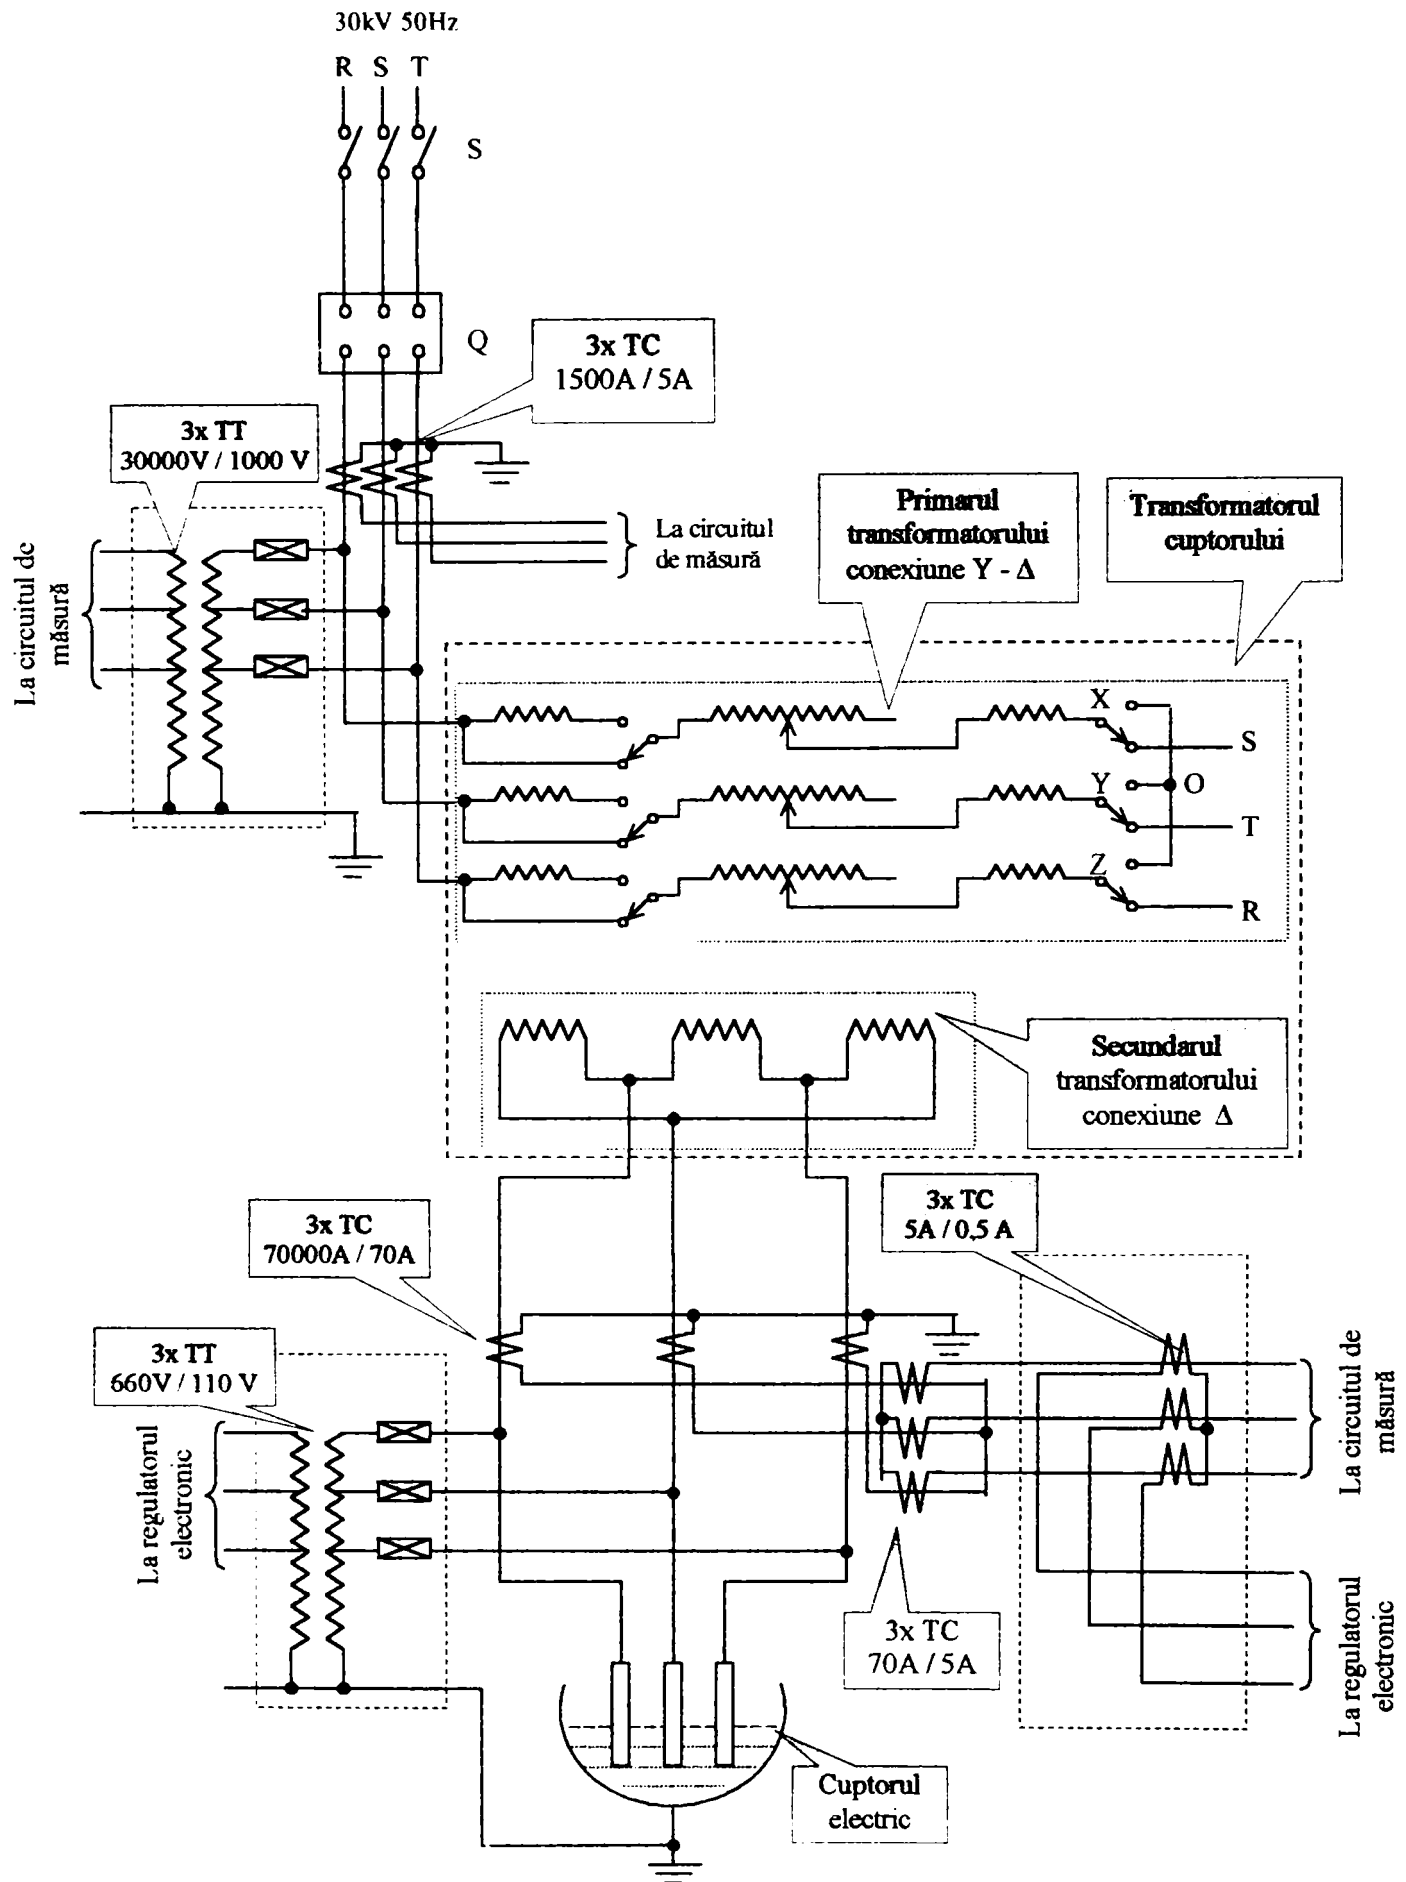 30kV 50Hz
R S T
S
Q
3x TC
1500A / 5A
3x TT
30000V / 1000 V
La circuitul de
măsură
La circuitul
de măsură
Primarul
transformatorului
conexiune Y - Δ
Transformatorul
cuptorului
X
S
Y
O
T
Z
R
Secundarul
transformatorului
conexiune Δ
3x TC
70000A / 70A
3x TC
5A / 0,5 A
3x TT
660V / 110 V
La regulatorul
electronic
La circuitul de
măsură
3x TC
70A / 5A
La regulatorul
electronic
Cuptorul
electric